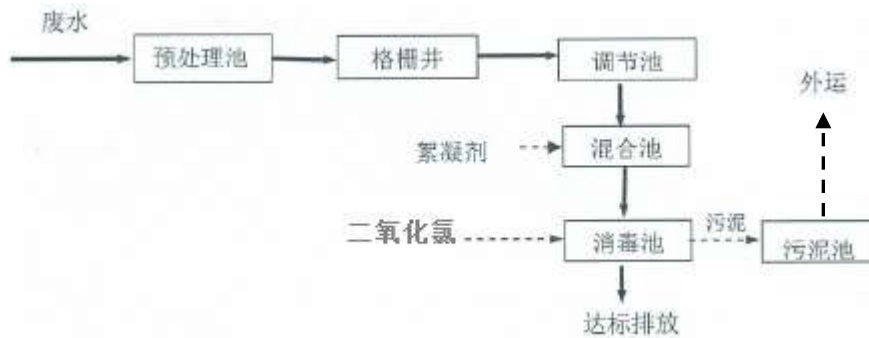 废水
预处理池
格栅井
调节池
外运
絮凝剂
混合池
二氧化氯
消毒池
污泥
污泥池
达标排放